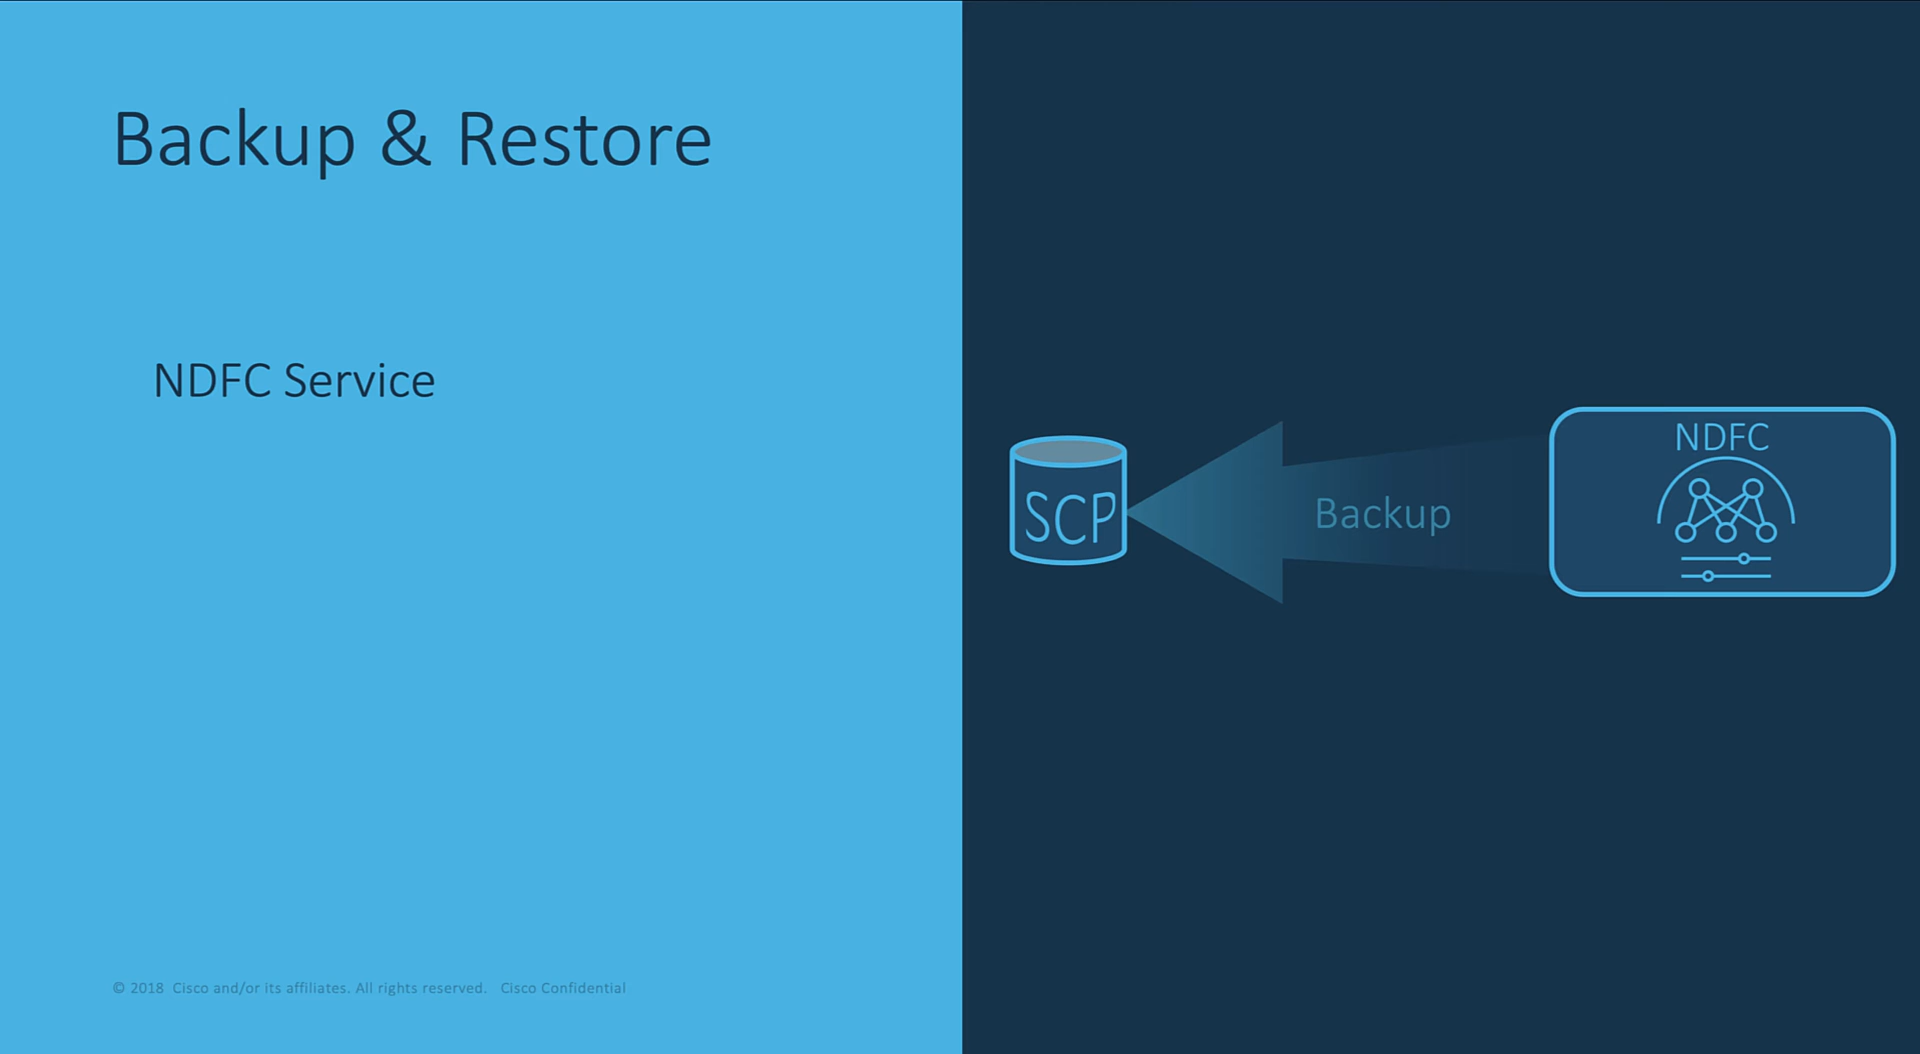 Backup & Restore
NDFC Service
SCP
Backup
NDFC
© 2018 Cisco and/or its affiliates. All rights reserved. Cisco Confidential